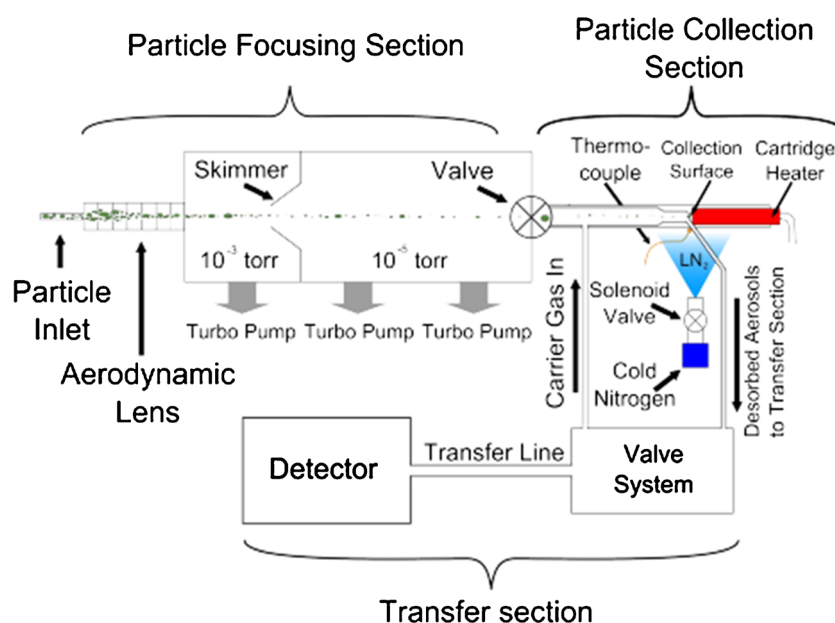 Particle Focusing Section
Particle Collection
Section
Skimmer
Valve
Thermo-
couple
Collection
Surface
Cartridge
Heater
10⁻³ torr
10⁻⁵ torr
LN₂
Particle
Inlet
Turbo Pump
Turbo Pump
Turbo Pump
Aerodynamic
Lens
Carrier Gas In
Solenoid
Valve
Cold
Nitrogen
Desorbed Aerosols
to Transfer Section
Detector
Transfer Line
Valve
System
Transfer section